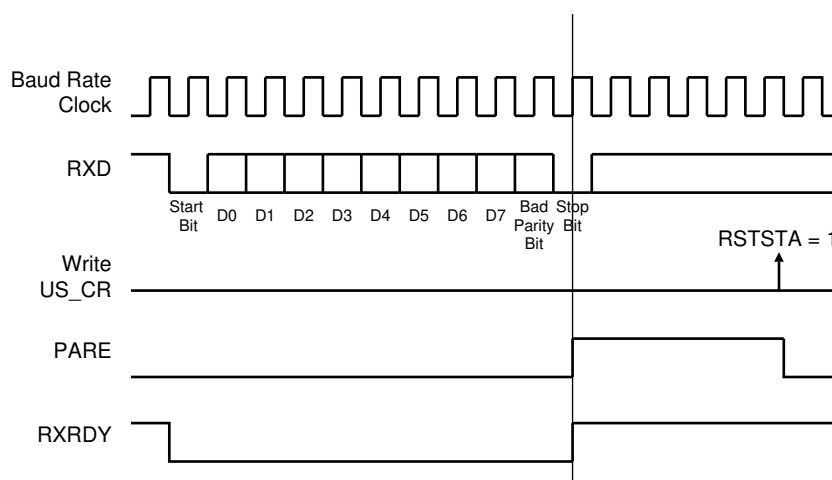 Baud Rate
Clock
RXD
Start
Bit
D0 D1 D2 D3 D4 D5 D6 D7
Bad
Parity
Bit
Stop
Bit
RSTSTA = 1
Write
US_CR
PARE
RXRDY